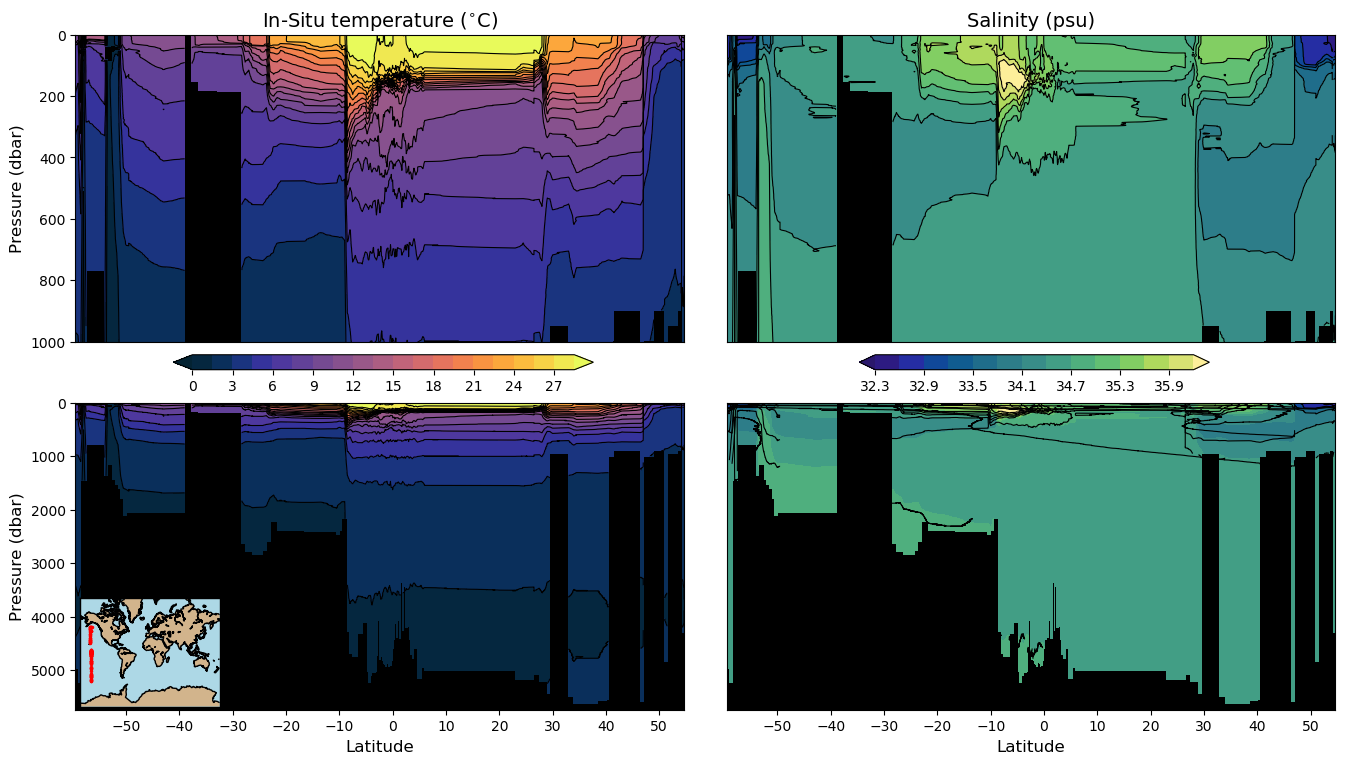 In-Situ temperature (°C)
Salinity (psu)
0
200
400
600
800
1000
Pressure (dbar)
0 3 6 9 12 15 18 21 24 27
32.3 32.9 33.5 34.1 34.7 35.3 35.9
0
1000
2000
3000
4000
5000
Pressure (dbar)
−50 −40 −30 −20 −10 0 10 20 30 40 50
−50 −40 −30 −20 −10 0 10 20 30 40 50
Latitude
Latitude